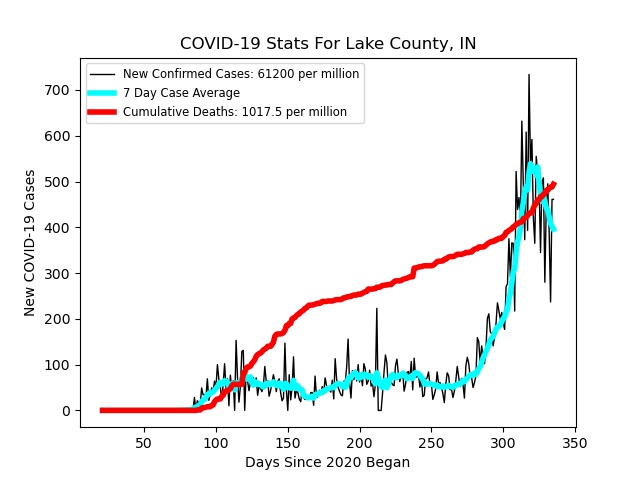 COVID-19 Stats For Lake County, IN
New Confirmed Cases: 61200 per million
7 Day Case Average
Cumulative Deaths: 1017.5 per million
New COVID-19 Cases
700
600
500
400
300
200
100
0
50 100 150 200 250 300 350
Days Since 2020 Began